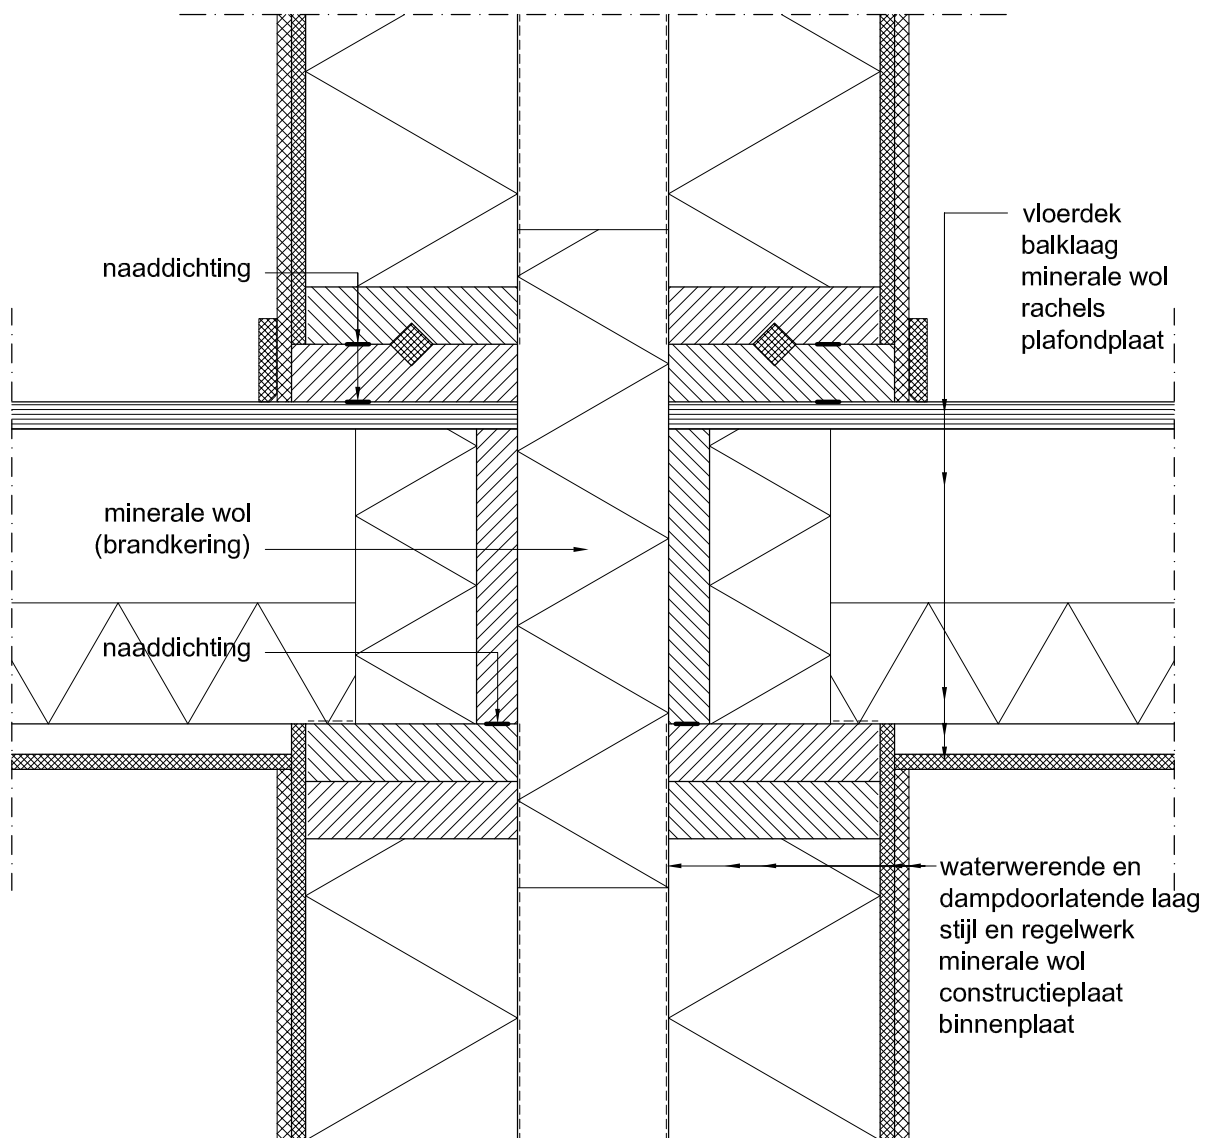 naaddichting
vloerdek
balklaag
minerale wol
rachels
plafondplaat
minerale wol
(brandkering)
naaddichting
waterwerende en
dampdoorlatende laag
stijl en regelwerk
minerale wol
constructieplaat
binnenplaat